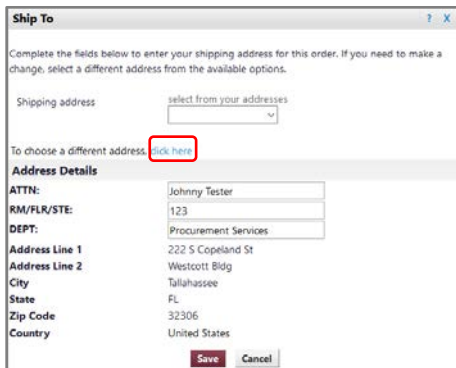 Ship To ? X
Complete the fields below to enter your shipping address for this order. If you need to make a
change, select a different address from the available options.
Shipping address select from your addresses
To choose a different address, click here
Address Details
ATTN: Johnny Tester
RM/FLR/STE: 123
DEPT: Procurement Services
Address Line 1 222 S Copeland St
Address Line 2 Westcott Bldg
City Tallahassee
State FL
Zip Code 32306
Country United States
Save Cancel